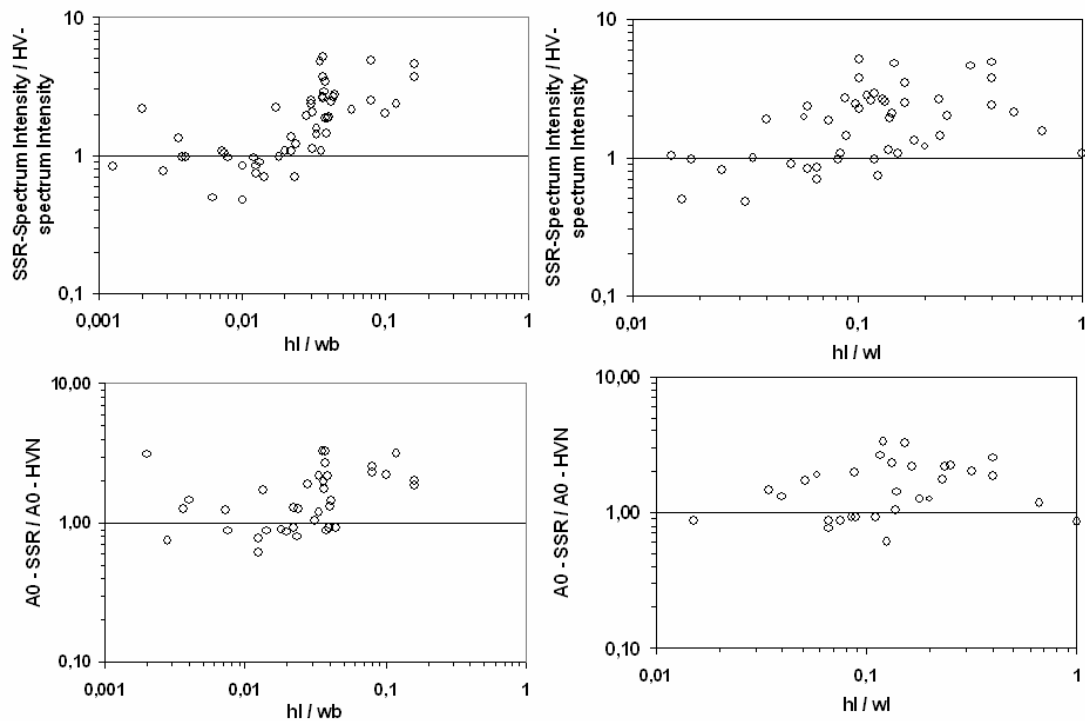 SSR-Spectrum Intensity / HV-
spectrum Intensity
10
1
0,1
0,001
0,01
0,1
1
hl / wb
SSR-Spectrum Intensity / HV-
spectrum Intensity
10
1
0,1
0,01
0,1
1
hl / wl
A0 - SSR / A0 - HVN
10,00
1,00
0,10
0,001
0,01
0,1
1
hl / wb
A0 - SSR / A0 - HVN
10,00
1,00
0,10
0,01
0,1
1
hl / wl